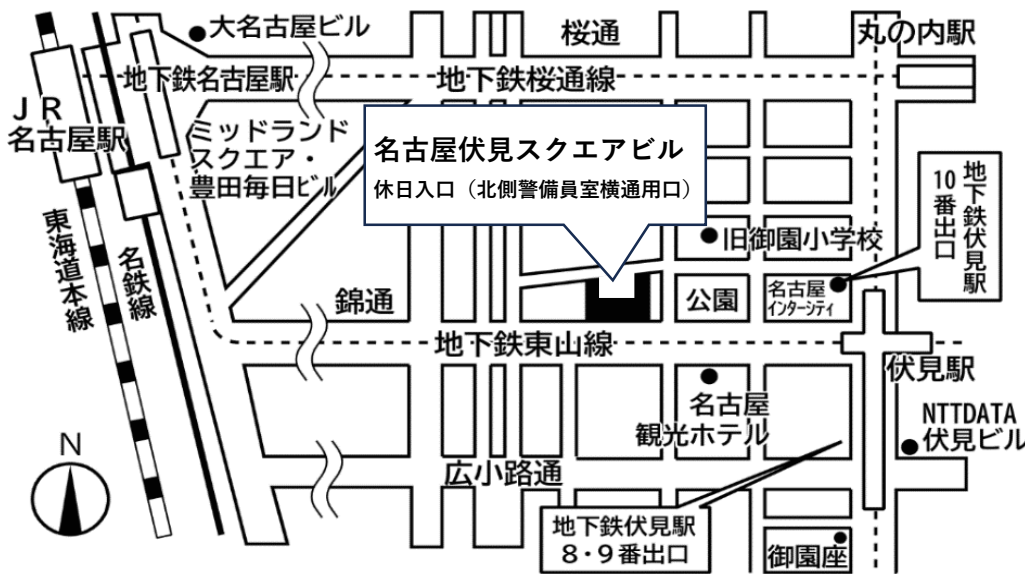 大名古屋ビル
桜通
丸の内駅
地下鉄名古屋駅
地下鉄桜通線
JR
名古屋駅
ミッドランド
スクエア・
豊田毎日ビル
名古屋伏見スクエアビル
休日入口（北側警備員室横通用口）
地下鉄伏見駅
10番出口
旧御園小学校
東海道本線
名鉄線
錦通
公園
名古屋
インターシティ
地下鉄東山線
伏見駅
名古屋
観光ホテル
NTTDATA
伏見ビル
N
広小路通
地下鉄伏見駅
8・9番出口
御園座